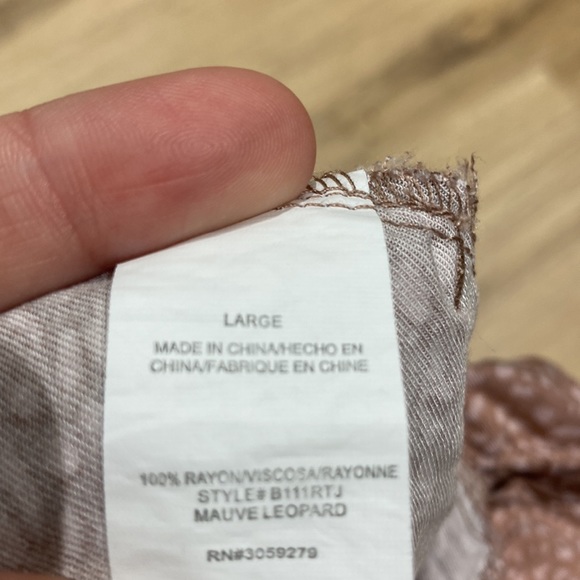 LARGE
MADE IN CHINA/HECHO EN
CHINA/FABRIQUE EN CHINE
100% RAYON/VISCOSA/RAYONNE
STYLE# B111RTJ
MAUVE LEOPARD
RN#3059279